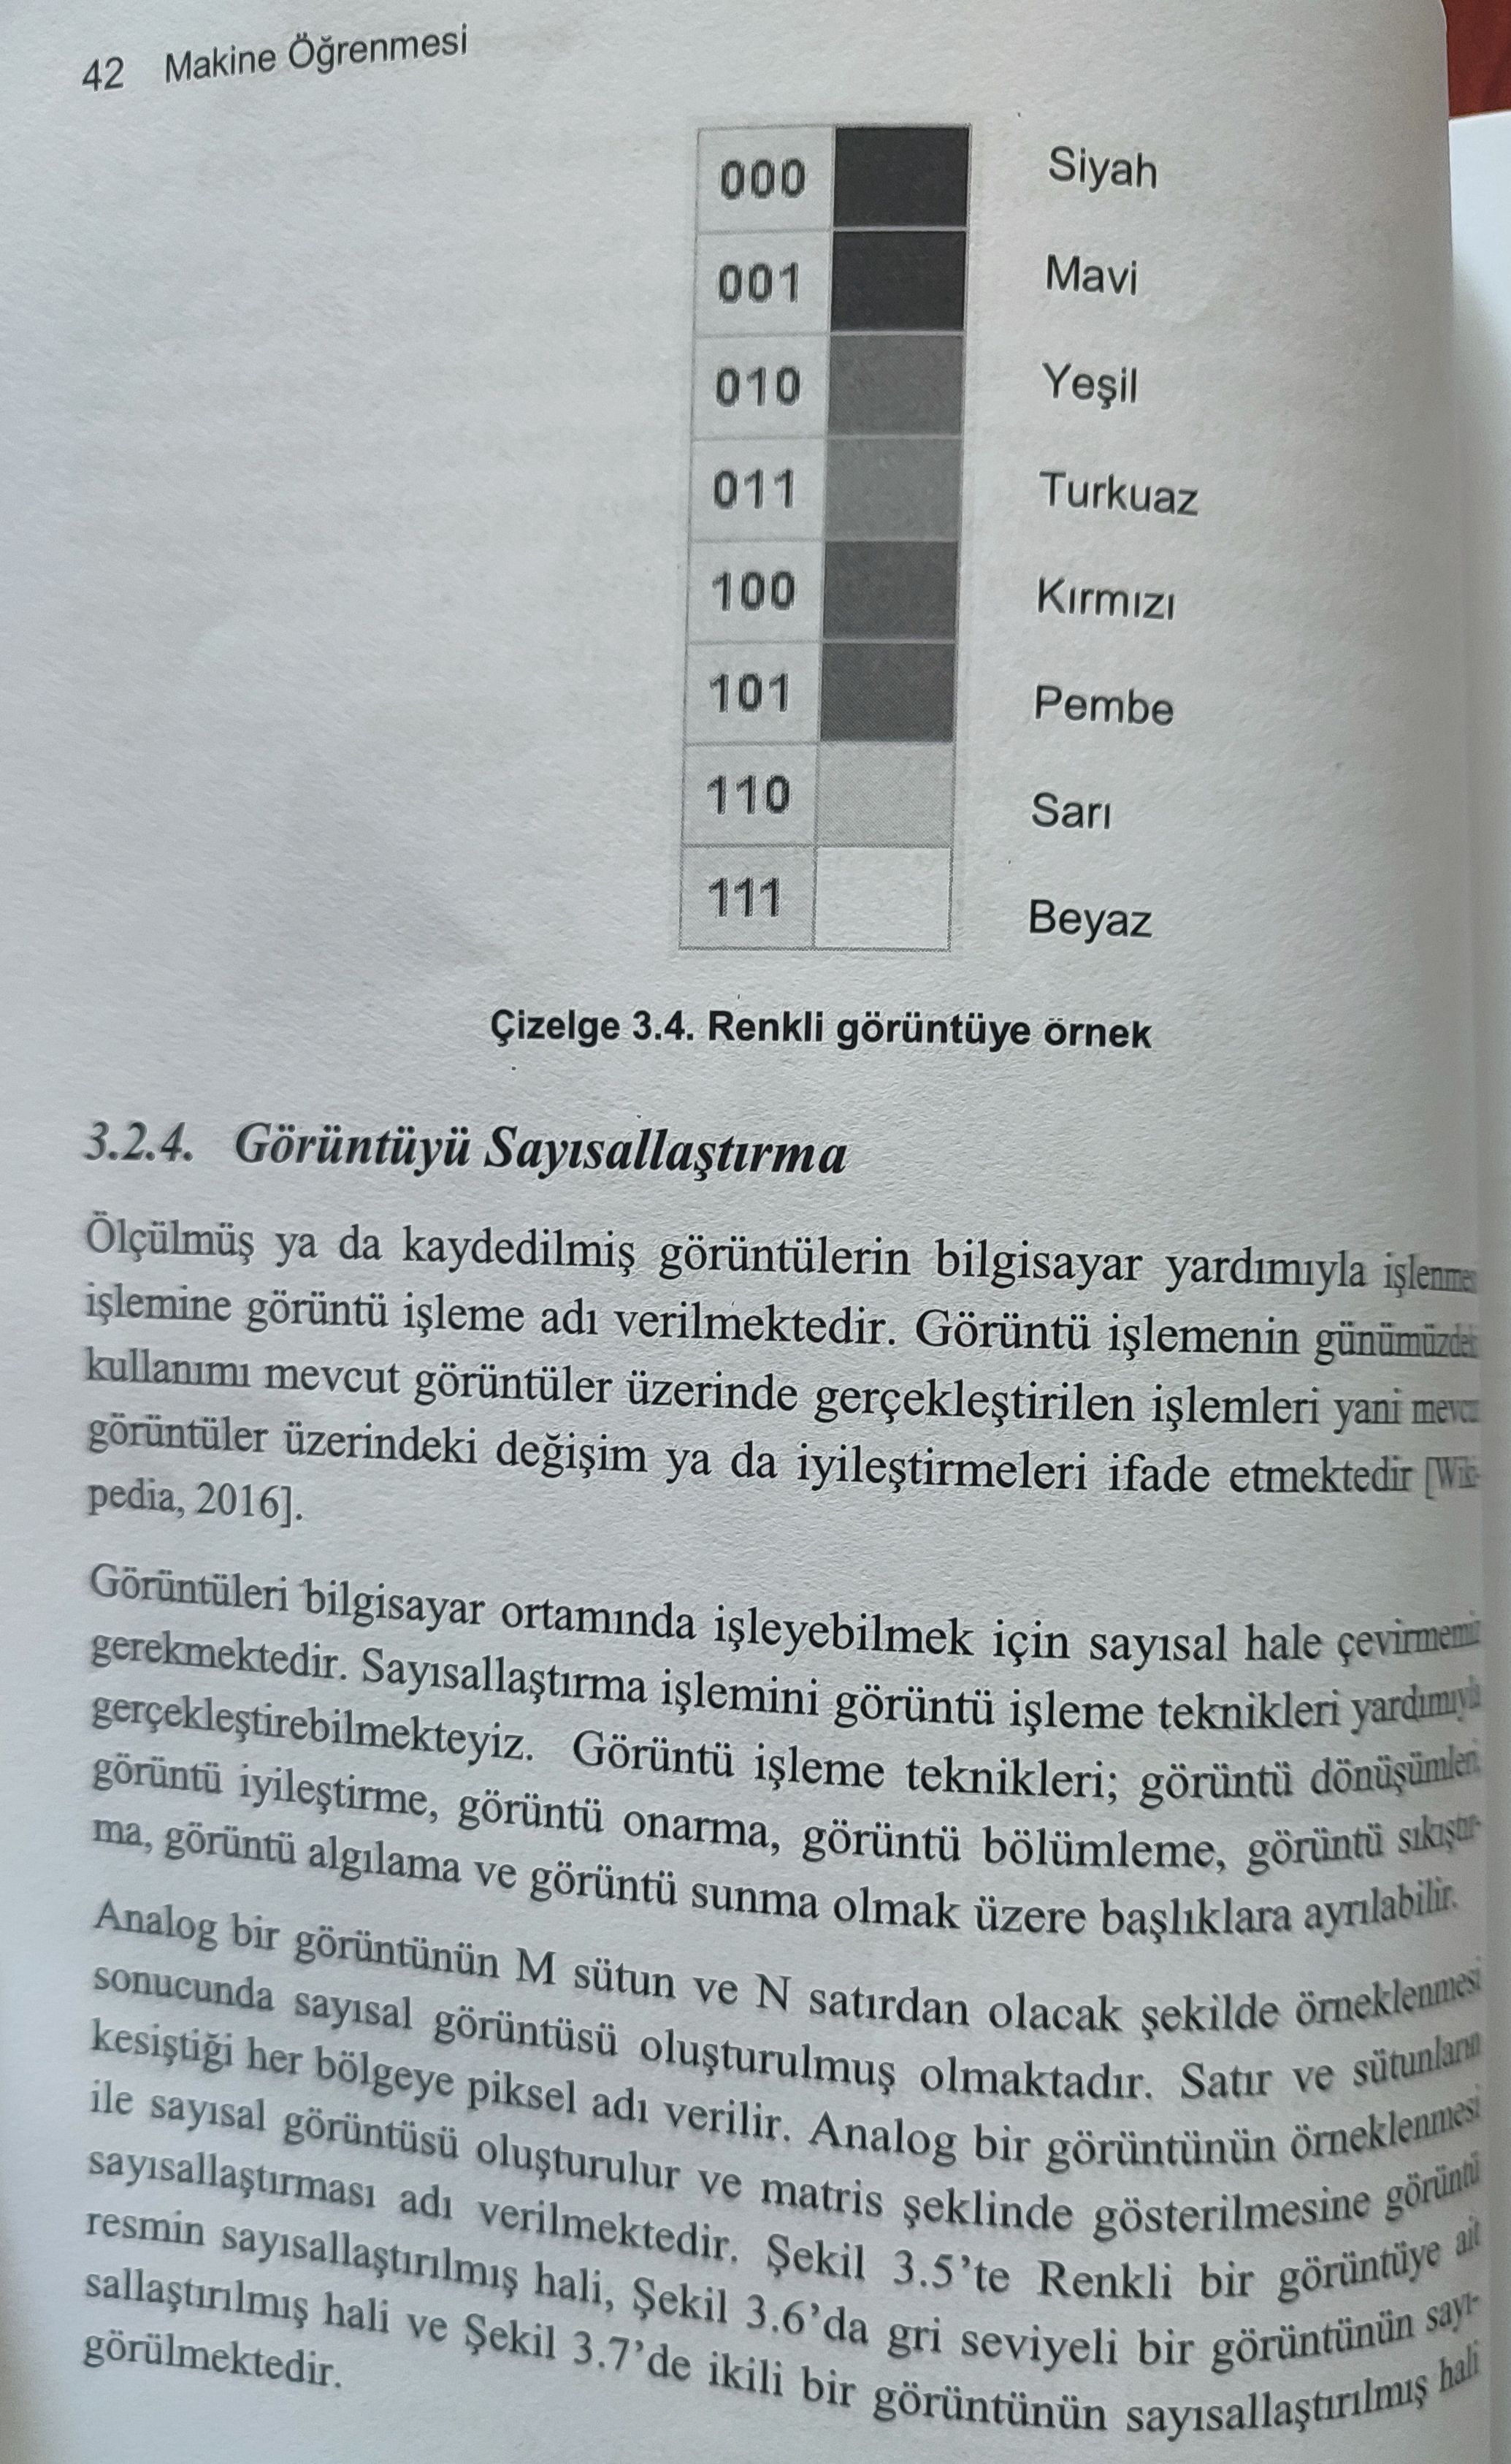 42 Makine Öğrenmesi
000 Siyah
001 Mavi
010 Yeşil
011 Turkuaz
100 Kırmızı
101 Pembe
110 Sarı
111 Beyaz
Çizelge 3.4. Renkli görüntüye örnek
3.2.4. Görüntüyü Sayısallaştırma
Ölçülmüş ya da kaydedilmiş görüntülerin bilgisayar yardımıyla
işlemine görüntü işleme adı verilmektedir. Görüntü işlemenin
kullanımı mevcut görüntüler üzerinde gerçekleştirilen işlemleri yani
görüntüler üzerindeki değişim ya da iyileştirmeleri ifade etmektedir [Wiki-
pedia, 2016].
Görüntüleri bilgisayar ortamında işleyebilmek için sayısal hale çevirmemiz
gerekmektedir. Sayısallaştırma işlemini görüntü işleme teknikleri yardımıyla
gerçekleştirebilmekteyiz. Görüntü işleme teknikleri; görüntü dönüşümleri,
görüntü iyileştirme, görüntü onarma, görüntü bölümleme, görüntü sıkıştır-
ma, görüntü algılama ve görüntü sunma olmak üzere başlıklara ayrılabilir.
Analog bir görüntünün M sütun ve N satırdan olacak şekilde örneklenmesi
sonucunda sayısal görüntüsü oluşturulmuş olmaktadır. Satır ve sütunların
kesiştiği her bölgeye piksel adı verilir. Analog bir görüntünün örneklenmesi
ile sayısal görüntüsü oluşturulur ve matris şeklinde gösterilmesine görüntü
sayısallaştırması adı verilmektedir. Şekil 3.5’te Renkli bir görüntüye ait
resmin sayısallaştırılmış hali, Şekil 3.6’da gri seviyeli bir görüntünün sayı-
sallaştırılmış hali ve Şekil 3.7’de ikili bir görüntünün sayısallaştırılmış hali
görülmektedir.